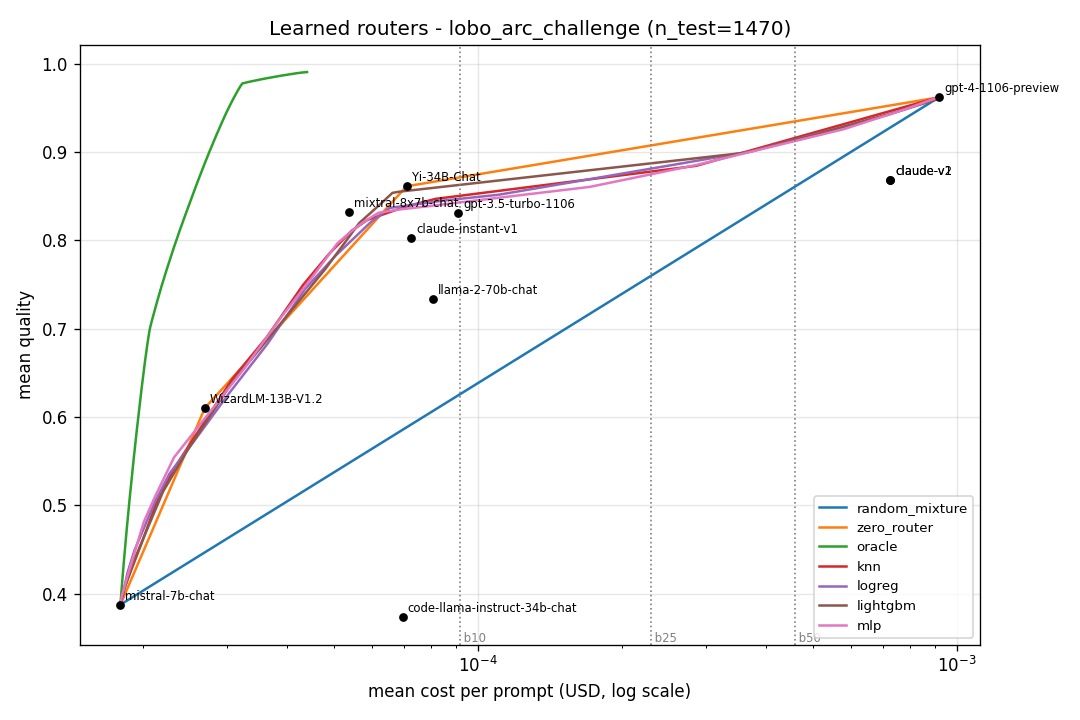 Learned routers - lobo_arc_challenge (n_test=1470)
mean quality
1.0
0.9
0.8
0.7
0.6
0.5
0.4
gpt-4-1106-preview
Yi-34B-Chat
mixtral-8x7b-chat
gpt-3.5-turbo-1106
claude-instant-v1
llama-2-70b-chat
WizardLM-13B-V1.2
mistral-7b-chat
code-llama-instruct-34b-chat
random_mixture
zero_router
oracle
knn
logreg
lightgbm
mlp
b10
b25
b50
10⁻⁴
10⁻³
mean cost per prompt (USD, log scale)